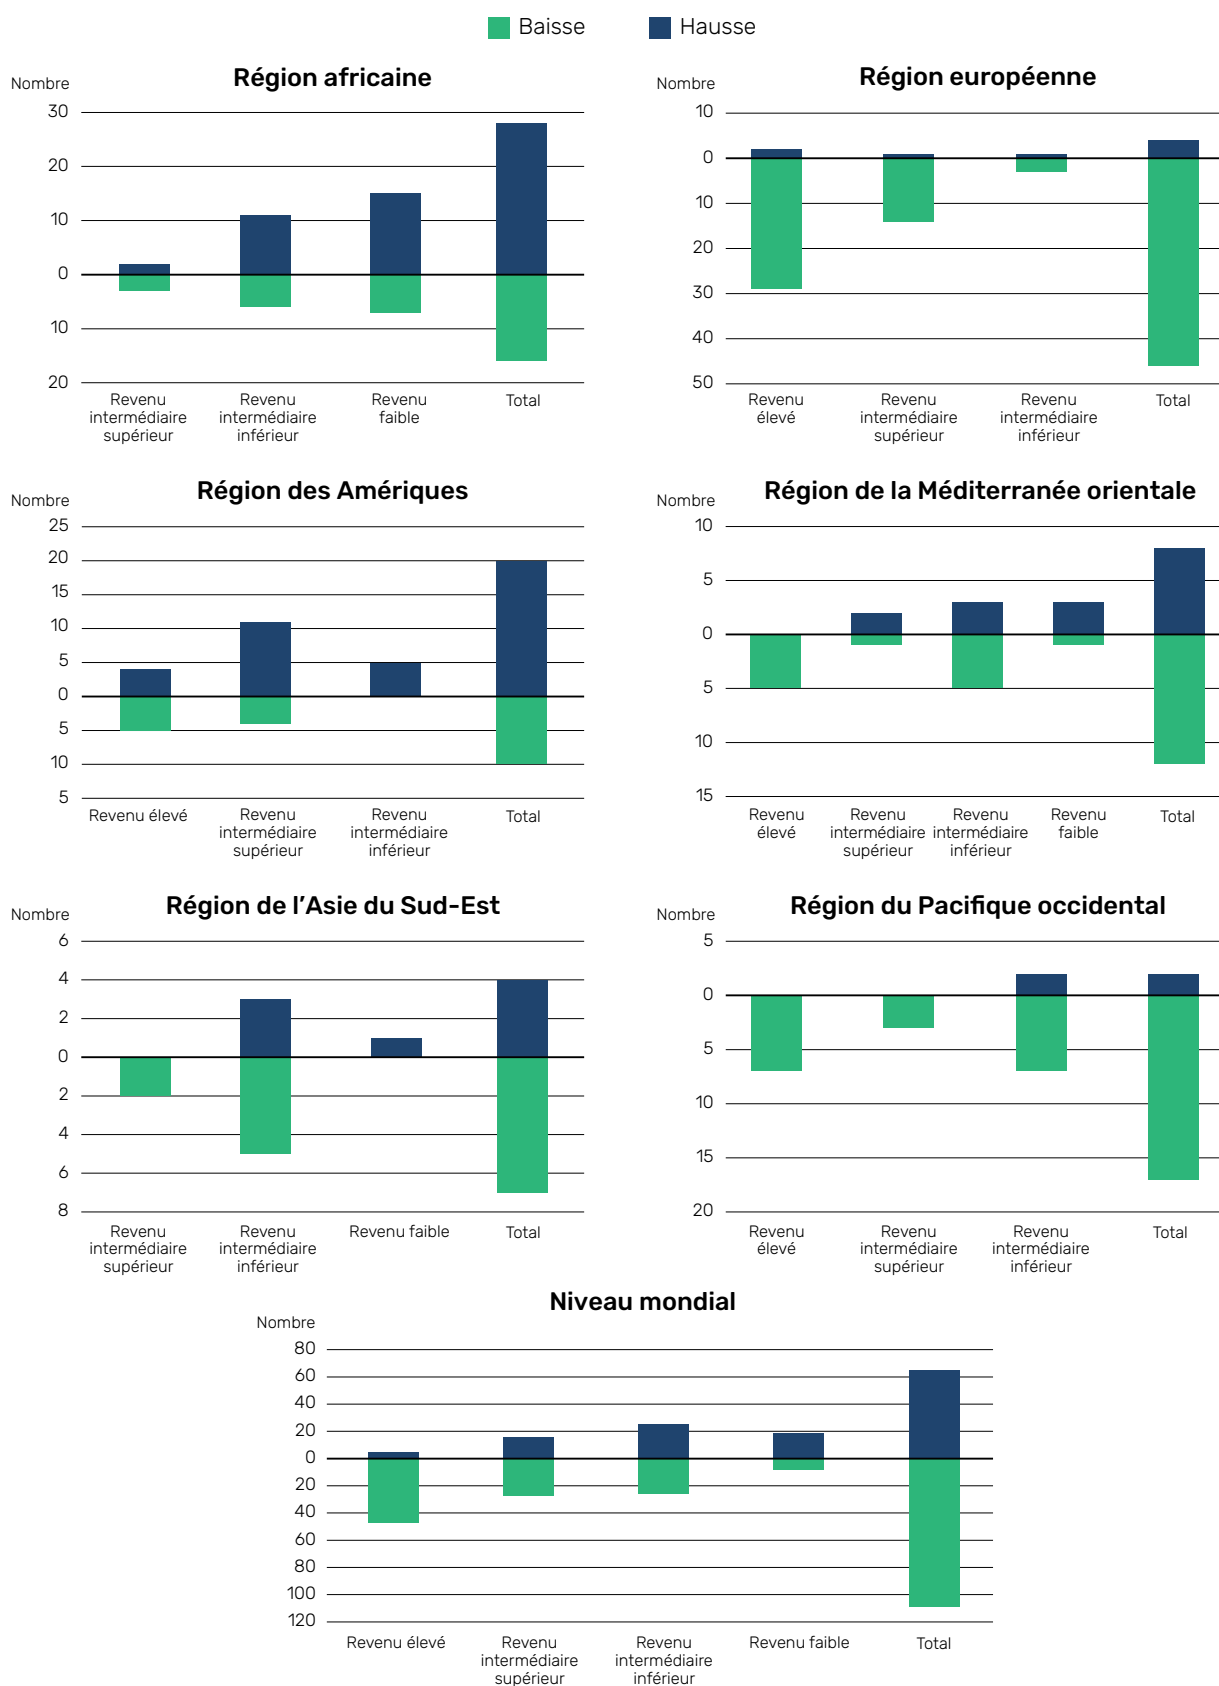 Baisse
Hausse
Région africaine
Nombre
30
20
10
0
10
20
Revenu
intermédiaire
supérieur
Revenu
intermédiaire
inférieur
Revenu
faible
Total
Région européenne
Nombre
10
0
10
20
30
40
50
Revenu
élevé
Revenu
intermédiaire
supérieur
Revenu
intermédiaire
inférieur
Total
Région des Amériques
Nombre
25
20
15
10
5
0
5
10
5
Revenu élevé
Revenu
intermédiaire
supérieur
Revenu
intermédiaire
inférieur
Total
Région de la Méditerranée orientale
Nombre
10
5
0
5
10
15
Revenu
élevé
Revenu
intermédiaire
supérieur
Revenu
intermédiaire
inférieur
Revenu
faible
Total
Région de l'Asie du Sud-Est
Nombre
6
4
2
0
2
4
6
8
Revenu
intermédiaire
supérieur
Revenu
intermédiaire
inférieur
Revenu faible
Total
Région du Pacifique occidental
Nombre
5
0
5
10
15
20
Revenu
élevé
Revenu
intermédiaire
supérieur
Revenu
intermédiaire
inférieur
Total
Niveau mondial
Nombre
80
60
40
20
0
20
40
60
80
100
120
Revenu élevé
Revenu
intermédiaire
supérieur
Revenu
intermédiaire
inférieur
Revenu faible
Total